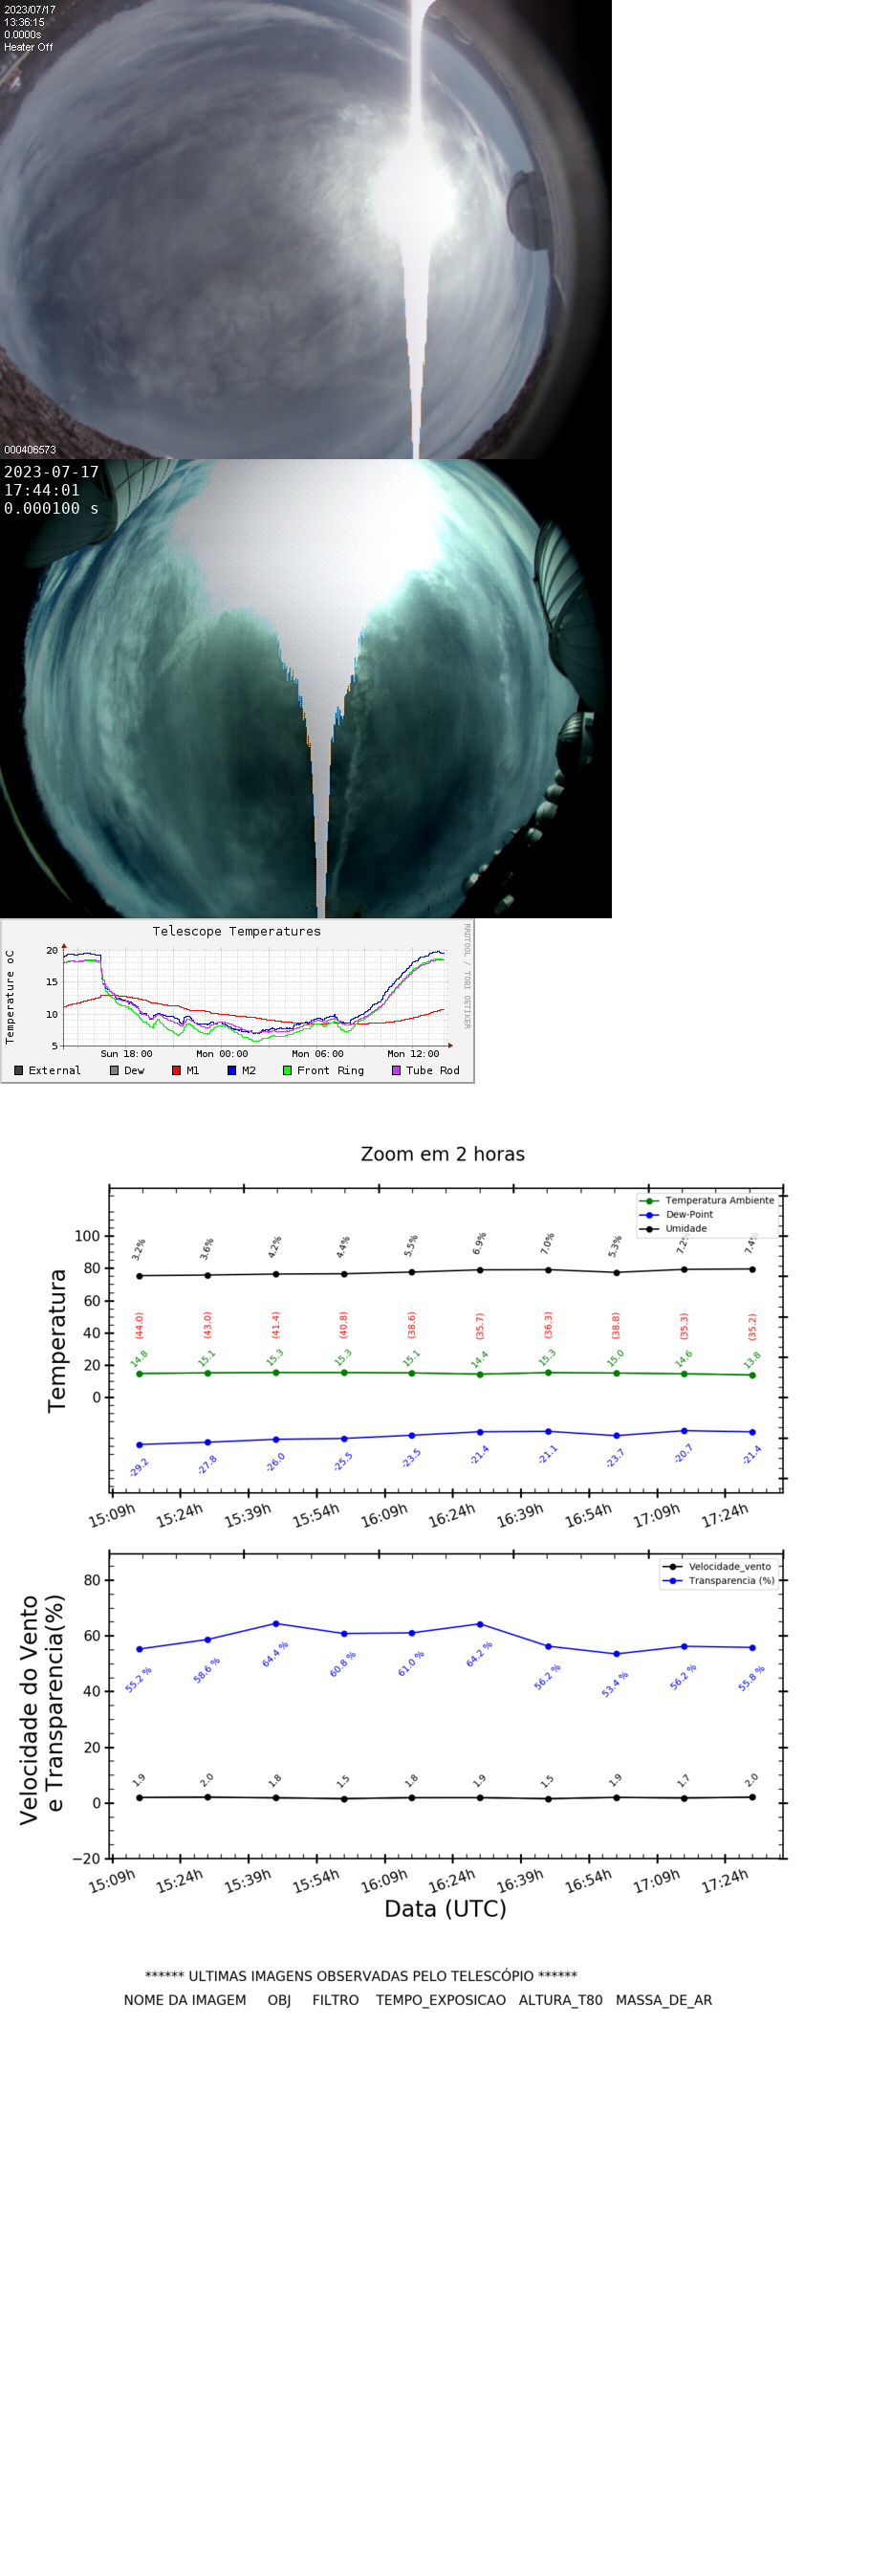 2023/07/17
13:36:15
0.0000s
Heater Off
000406573
2023-07-17
17:44:01
0.000100 s
Telescope Temperatures
RRDTOOL / TOBI OETIKER
Temperature oC
20
15
10
5
Sun 18:00 Mon 00:00 Mon 06:00 Mon 12:00
External Dew M1 M2 Front Ring Tube Rod
Zoom em 2 horas
Temperatura Ambiente
Dew-Point
Umidade
Temperatura
100
80
60
40
20
0
3.2% 3.6% 4.2% 4.4% 5.5% 6.9% 7.0% 5.3% 7.2% 7.4%
(44.0) (43.0) (41.4) (40.8) (38.6) (35.7) (36.3) (38.8) (35.3) (35.2)
14.8 15.1 15.3 15.3 15.1 14.4 15.3 15.0 14.6 13.8
-29.2 -27.8 -26.0 -25.5 -23.5 -21.4 -21.1 -23.7 -20.7 -21.4
15:09h 15:24h 15:39h 15:54h 16:09h 16:24h 16:39h 16:54h 17:09h 17:24h
Velocidade_vento
Transparencia (%)
Velocidade do Vento
e Transparencia(%)
80
60
40
20
0
−20
55.2 % 58.6 % 64.4 % 60.8 % 61.0 % 64.2 % 56.2 % 53.4 % 56.2 % 55.8 %
1.9 2.0 1.8 1.5 1.8 1.9 1.5 1.9 1.7 2.0
15:09h 15:24h 15:39h 15:54h 16:09h 16:24h 16:39h 16:54h 17:09h 17:24h
Data (UTC)
****** ULTIMAS IMAGENS OBSERVADAS PELO TELESCÓPIO ******
NOME DA IMAGEM OBJ FILTRO TEMPO_EXPOSICAO ALTURA_T80 MASSA_DE_AR